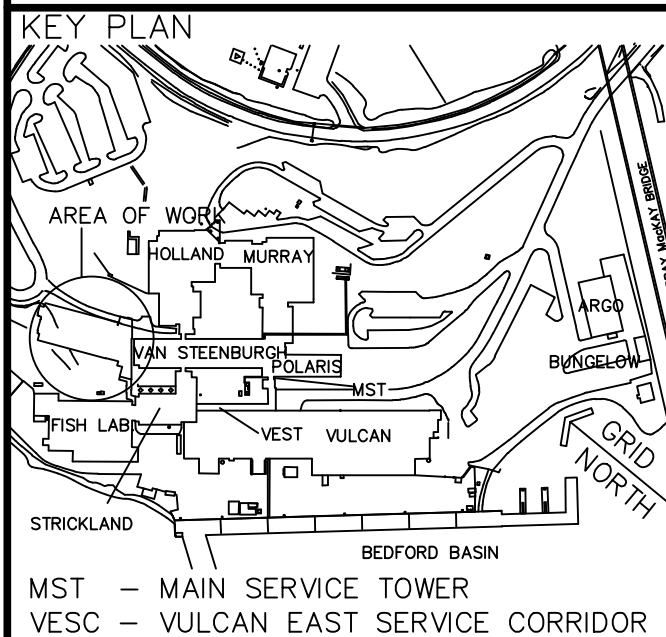 KEY PLAN
AREA OF WORK
HOLLAND
MURRAY
MacKAY BRIDGE
ARGO
VAN STEENBURGH
POLARIS
BUNGELOW
MST
FISH LAB
VEST
VULCAN
GRID
NORTH
STRICKLAND
BEDFORD BASIN
MST – MAIN SERVICE TOWER
VESC – VULCAN EAST SERVICE CORRIDOR